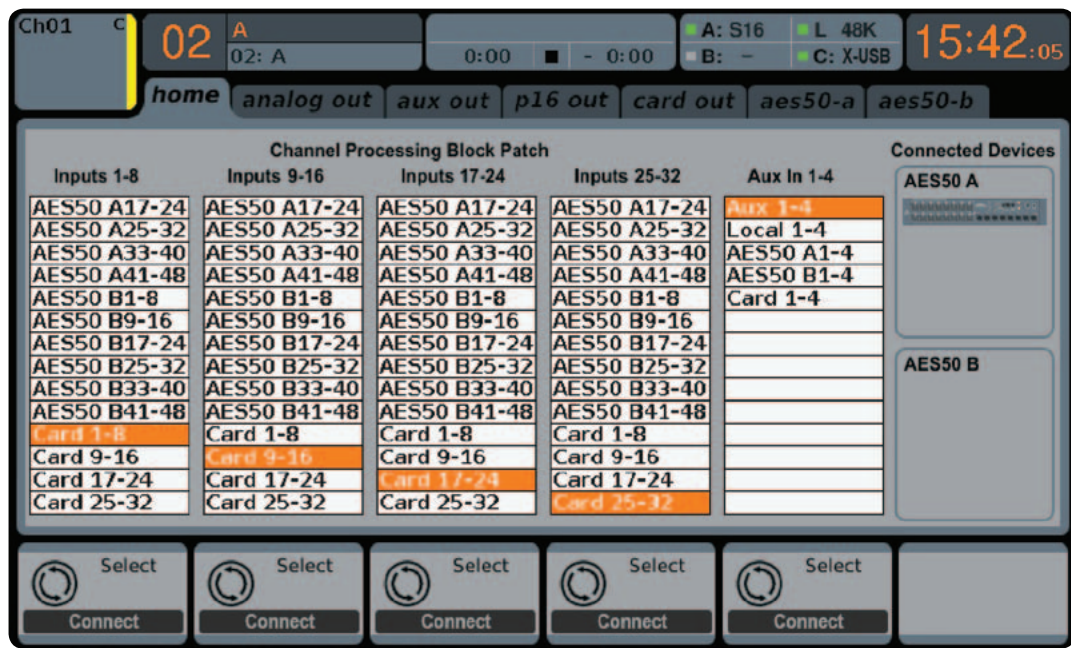 Ch01 C
02 A
02: A
0:00 - 0:00
A: S16 L 48K
B: - C: X-USB
15:42:05
home analog out aux out p16 out card out aes50-a aes50-b
Channel Processing Block Patch
Connected Devices
Inputs 1-8 Inputs 9-16 Inputs 17-24 Inputs 25-32 Aux In 1-4
AES50 A
AES50 A17-24 AES50 A17-24 AES50 A17-24 AES50 A17-24 Aux 1-4
AES50 A25-32 AES50 A25-32 AES50 A25-32 AES50 A25-32 Local 1-4
AES50 A33-40 AES50 A33-40 AES50 A33-40 AES50 A33-40 AES50 A1-4
AES50 A41-48 AES50 A41-48 AES50 A41-48 AES50 A41-48 AES50 B1-4
AES50 B1-8 AES50 B1-8 AES50 B1-8 AES50 B1-8 Card 1-4
AES50 B9-16 AES50 B9-16 AES50 B9-16 AES50 B9-16
AES50 B17-24 AES50 B17-24 AES50 B17-24 AES50 B17-24
AES50 B25-32 AES50 B25-32 AES50 B25-32 AES50 B25-32
AES50 B
AES50 B33-40 AES50 B33-40 AES50 B33-40 AES50 B33-40
AES50 B41-48 AES50 B41-48 AES50 B41-48 AES50 B41-48
Card 1-8 Card 1-8 Card 1-8 Card 1-8
Card 9-16 Card 9-16 Card 9-16 Card 9-16
Card 17-24 Card 17-24 Card 17-24 Card 17-24
Card 25-32 Card 25-32 Card 25-32 Card 25-32
Select Select Select Select Select
Connect Connect Connect Connect Connect